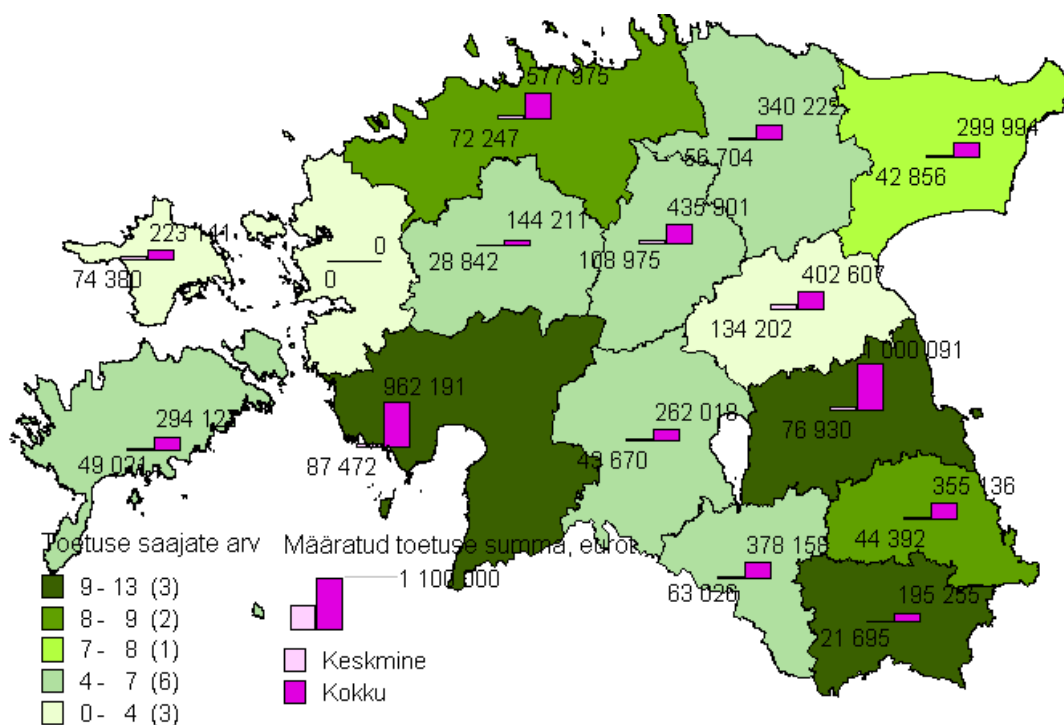 577 975
72 247
340 222
56 704
299 994
42 856
223 141
74 380
0
0
144 211
28 842
435 901
108 975
402 607
134 202
1 000 091
76 930
962 191
87 472
294 127
49 021
262 018
43 670
355 136
44 392
378 158
63 026
195 255
21 695
Toetuse saajate arv
9 - 13 (3)
8 - 9 (2)
7 - 8 (1)
4 - 7 (6)
0 - 4 (3)
Määratud toetuse summa, eurot
1 100 000
Keskmine
Kokku